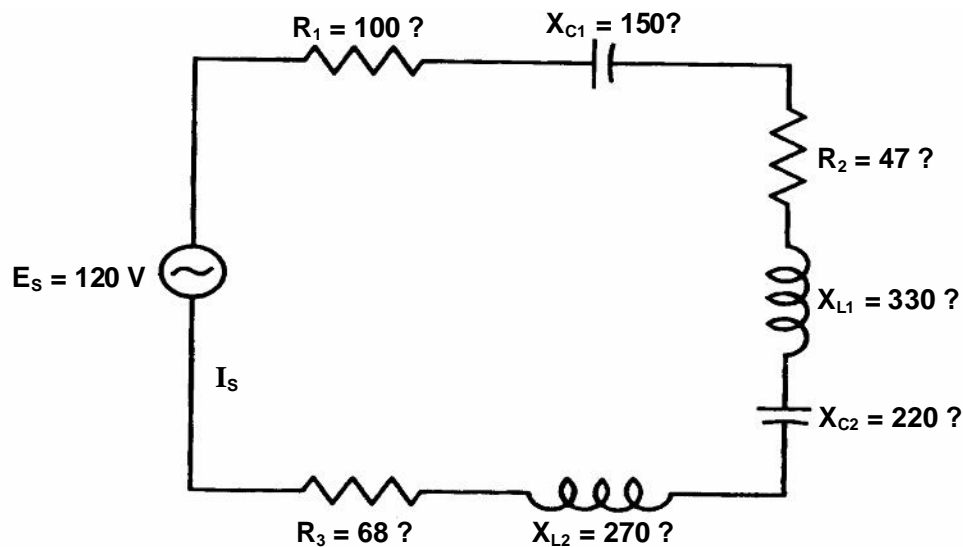 R₁ = 100 ?
X_C1 = 150?
R₂ = 47 ?
E_S = 120 V
X_L1 = 330 ?
I_S
X_C2 = 220 ?
R₃ = 68 ?
X_L2 = 270 ?